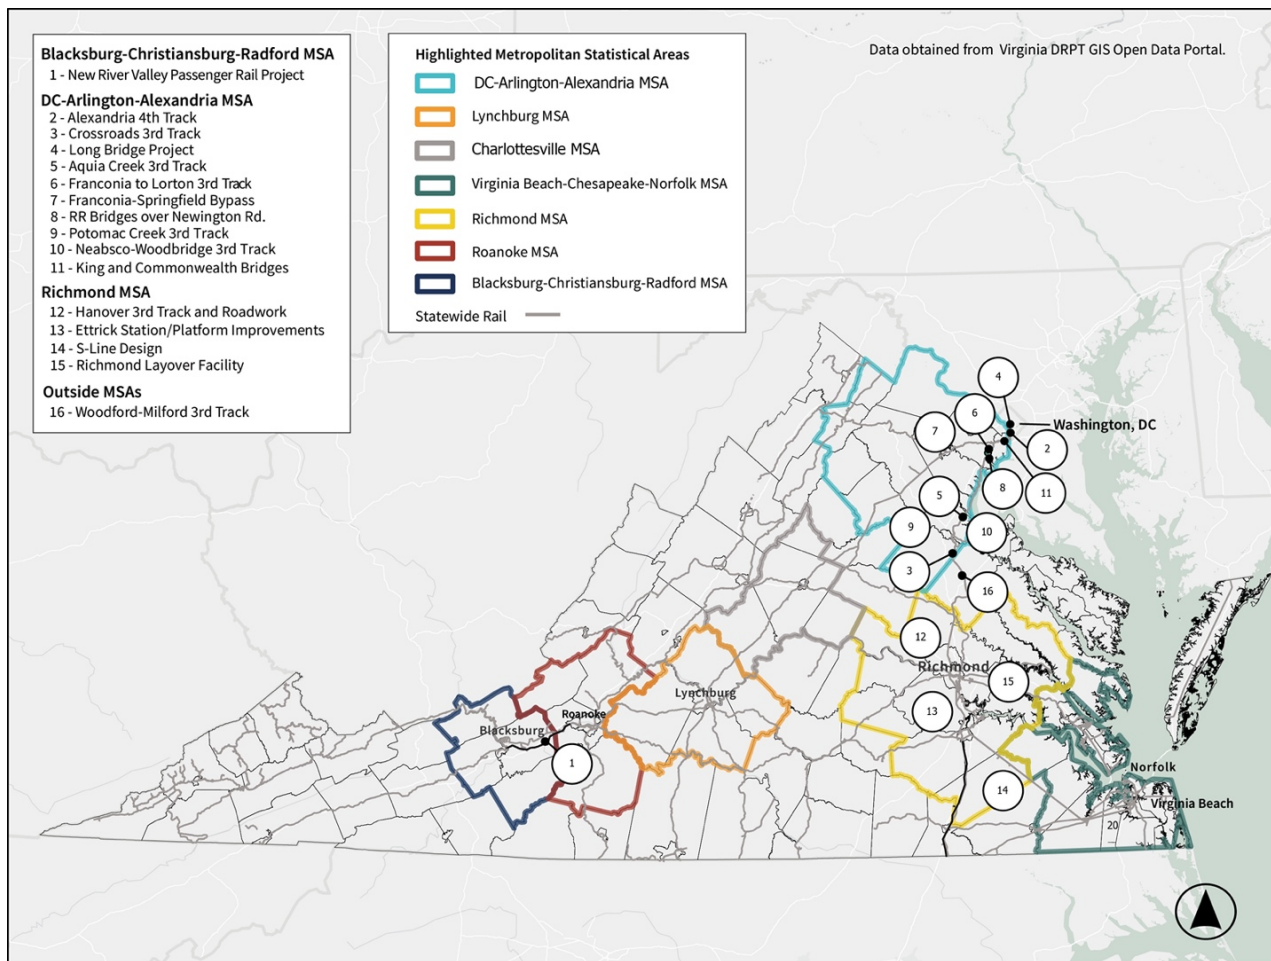 Blacksburg-Christiansburg-Radford MSA
1 - New River Valley Passenger Rail Project
DC-Arlington-Alexandria MSA
2 - Alexandria 4th Track
3 - Crossroads 3rd Track
4 - Long Bridge Project
5 - Aquia Creek 3rd Track
6 - Franconia to Lorton 3rd Track
7 - Franconia-Springfield Bypass
8 - RR Bridges over Newington Rd.
9 - Potomac Creek 3rd Track
10 - Neabsco-Woodbridge 3rd Track
11 - King and Commonwealth Bridges
Richmond MSA
12 - Hanover 3rd Track and Roadwork
13 - Ettrick Station/Platform Improvements
14 - S-Line Design
15 - Richmond Layover Facility
Outside MSAs
16 - Woodford-Milford 3rd Track
Highlighted Metropolitan Statistical Areas
DC-Arlington-Alexandria MSA
Lynchburg MSA
Charlottesville MSA
Virginia Beach-Chesapeake-Norfolk MSA
Richmond MSA
Roanoke MSA
Blacksburg-Christiansburg-Radford MSA
Statewide Rail
Data obtained from Virginia DRPT GIS Open Data Portal.
4
6
7
Washington, DC
2
8
11
5
9
10
3
16
12
Richmond
15
Lynchburg
13
Roanoke
Blacksburg
1
14
Norfolk
Virginia Beach
20